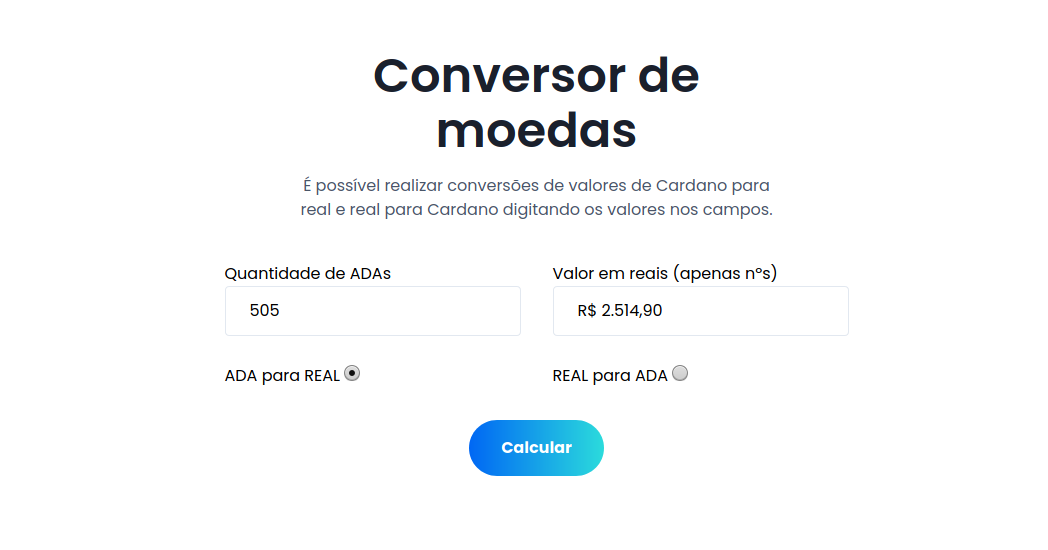 Conversor de
moedas
É possível realizar conversões de valores de Cardano para
real e real para Cardano digitando os valores nos campos.
Quantidade de ADAs
Valor em reais (apenas nºs)
505
R$ 2.514,90
ADA para REAL
REAL para ADA
Calcular